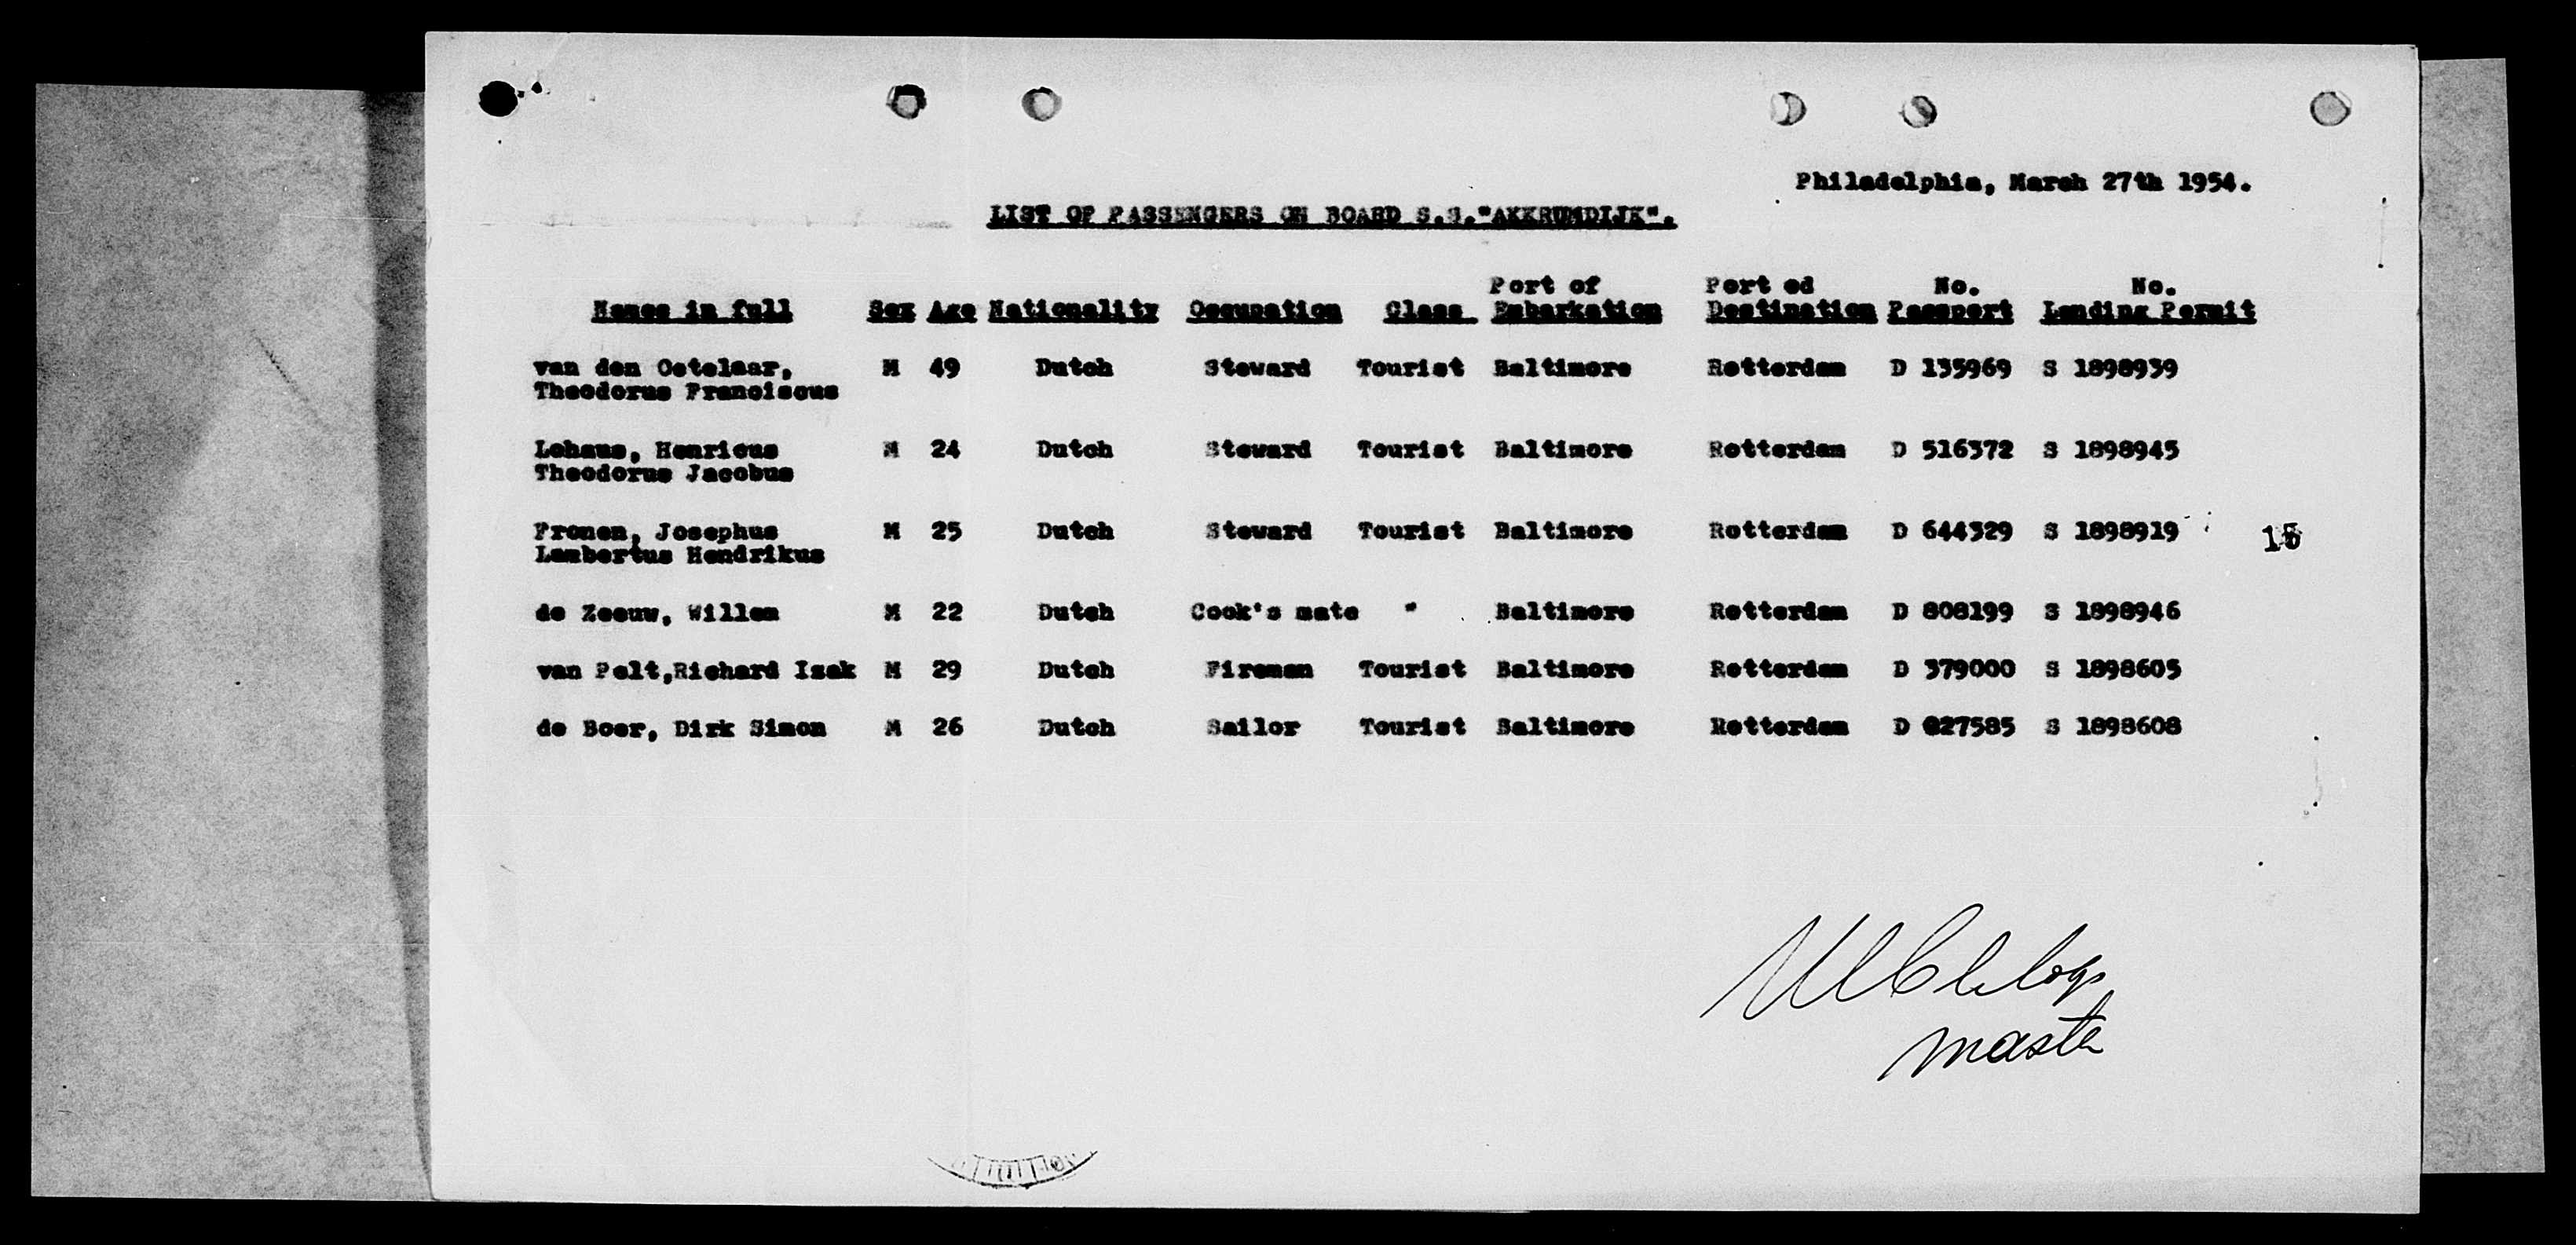 Philadelphia, March 27th 1954.
LIST OF PASSENGERS ON BOARD S.S."AKKRUMDIJK".
Port of Port ed No. No.
Names in full Sex Age Nationality Occupation Class Embarkation Destination Passport Landing Permit
van den Oetelaar, M 49 Dutch Steward Tourist Baltimore Rotterdam D 135969 S 1898939
Theodorus Franciscus
Lohaus, Henricus M 24 Dutch Steward Tourist Baltimore Rotterdam D 516372 S 1898945
Theodorus Jacobus
Fronen, Josephus M 25 Dutch Steward Tourist Baltimore Rotterdam D 644329 S 1898919
Lambertus Hendrikus
de Zeeuw, Willem M 22 Dutch Cook's mate " Baltimore Rotterdam D 808199 S 1898946
van Pelt,Richard Izak M 29 Dutch Fireman Tourist Baltimore Rotterdam D 379000 S 1898605
de Boer, Dirk Simon M 26 Dutch Sailor Tourist Baltimore Rotterdam D 827585 S 1898608
master